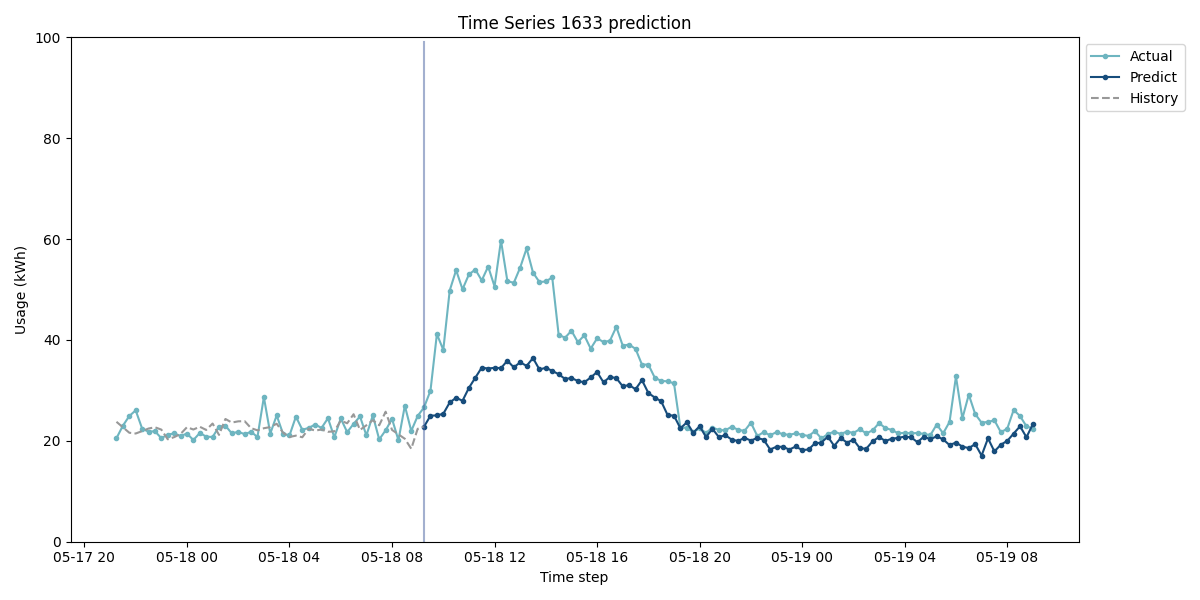 Time Series 1633 prediction
100
80
60
40
20
0
Usage (kWh)
05-17 20
05-18 00
05-18 04
05-18 08
05-18 12
05-18 16
05-18 20
05-19 00
05-19 04
05-19 08
Time step
Actual
Predict
History